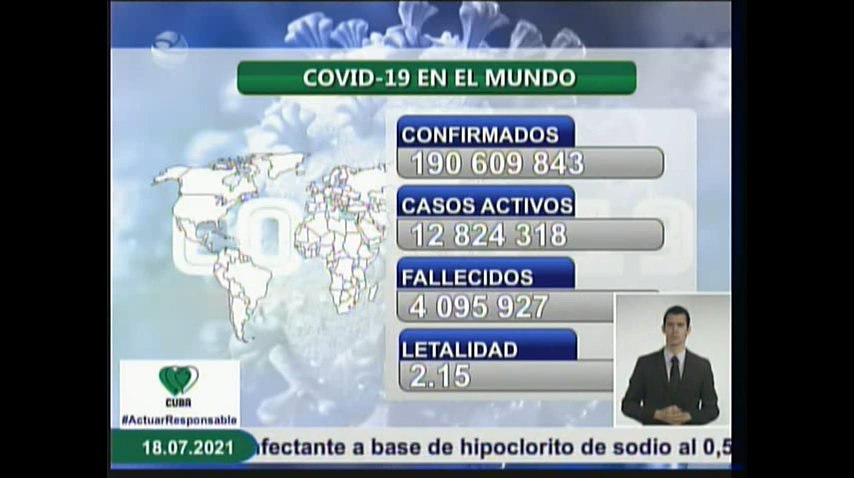 COVID-19 EN EL MUNDO
CONFIRMADOS
190 609 843
CASOS ACTIVOS
12 824 318
FALLECIDOS
4 095 927
LETALIDAD
2.15
CUBA
#ActuarResponsable
18.07.2021
nfectante a base de hipoclorito de sodio al 0,5